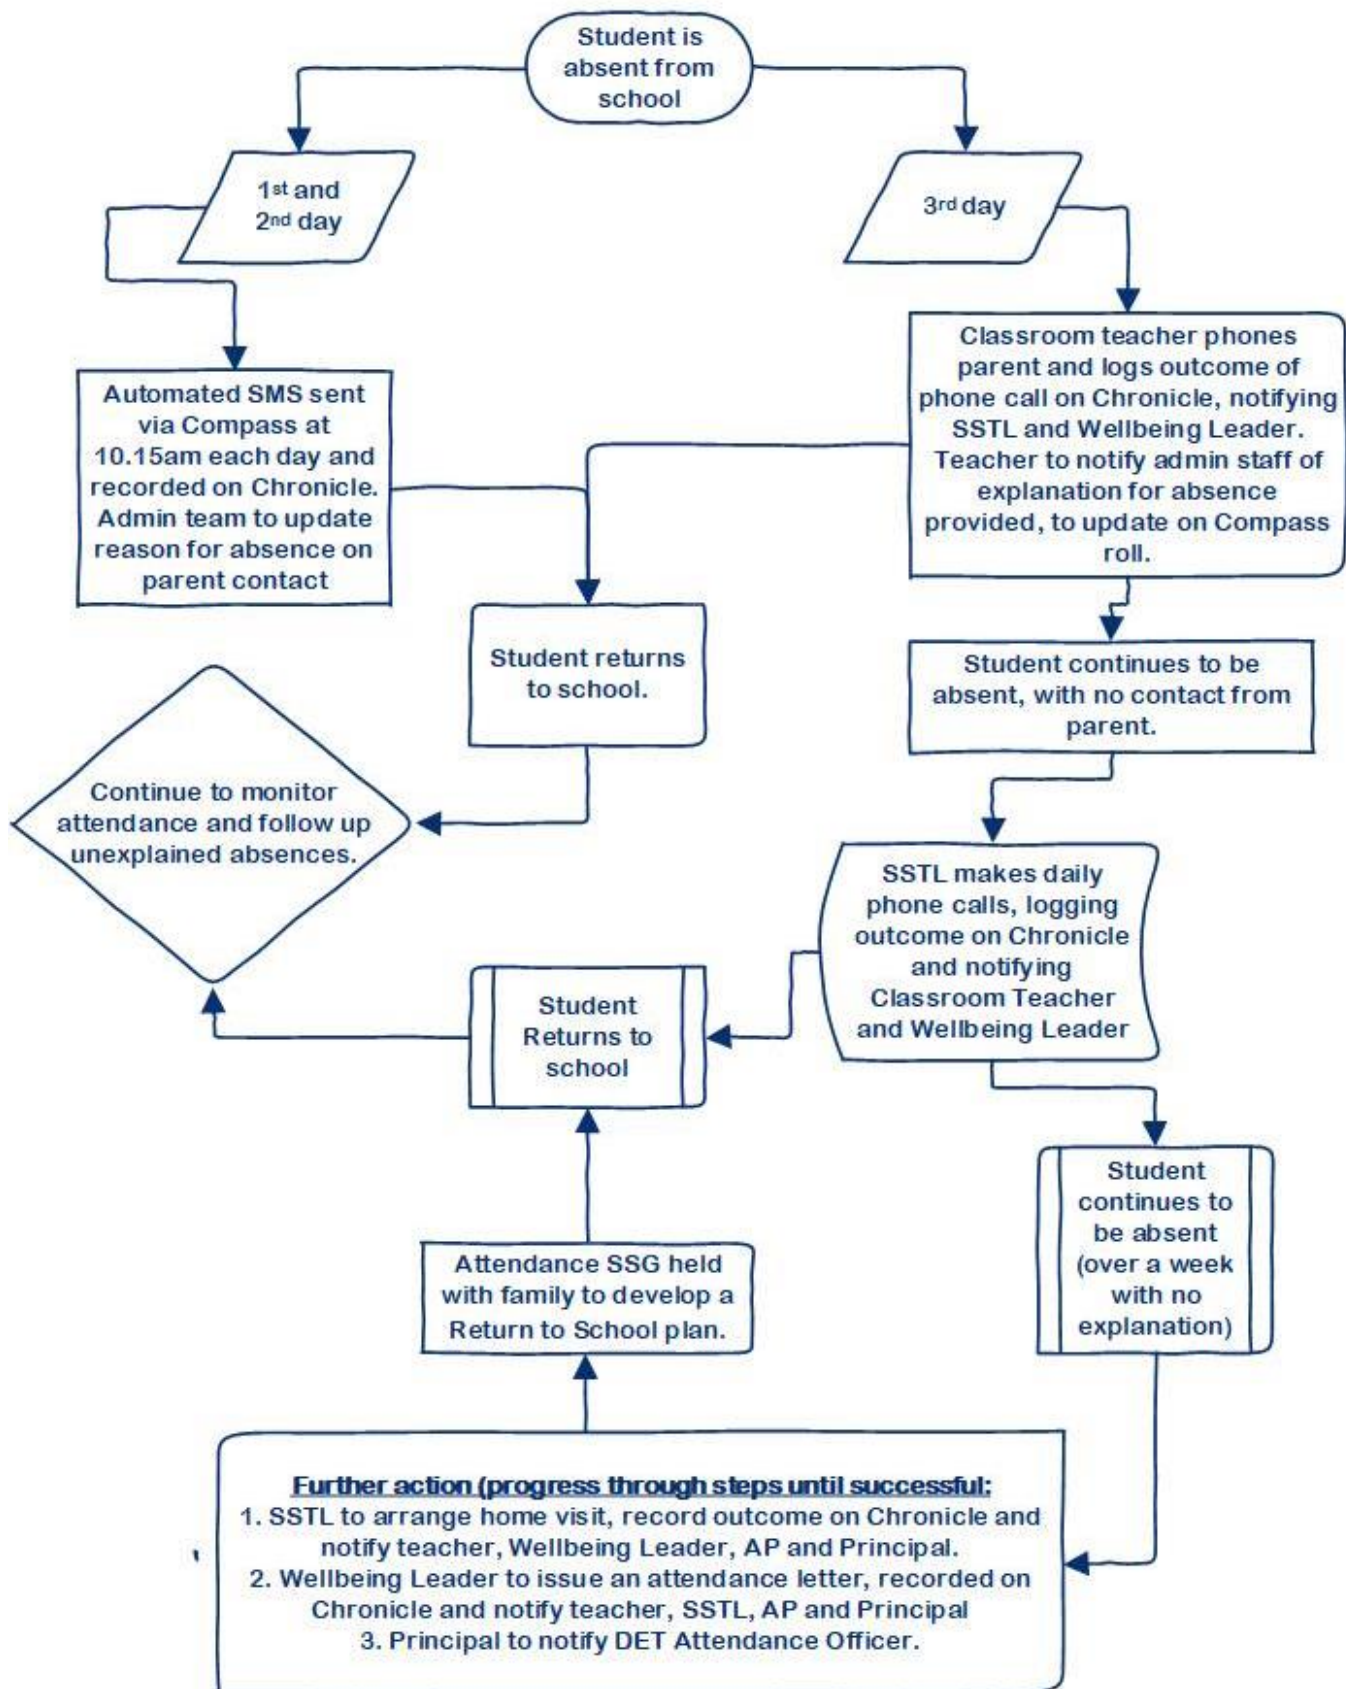 Student is
absent from
school
1st and
2nd day
3rd day
Automated SMS sent
via Compass at
10.15am each day and
recorded on Chronicle.
Admin team to update
reason for absence on
parent contact
Classroom teacher phones
parent and logs outcome of
phone call on Chronicle, notifying
SSTL and Wellbeing Leader.
Teacher to notify admin staff of
explanation for absence
provided, to update on Compass
roll.
Student returns
to school.
Student continues to be
absent, with no contact from
parent.
Continue to monitor
attendance and follow up
unexplained absences.
SSTL makes daily
phone calls, logging
outcome on Chronicle
and notifying
Classroom Teacher
and Wellbeing Leader
Student
Returns to
school
Student
continues to
be absent
(over a week
with no
explanation)
Attendance SSG held
with family to develop a
Return to School plan.
Further action (progress through steps until successful:
1. SSTL to arrange home visit, record outcome on Chronicle and
notify teacher, Wellbeing Leader, AP and Principal.
2. Wellbeing Leader to issue an attendance letter, recorded on
Chronicle and notify teacher, SSTL, AP and Principal
3. Principal to notify DET Attendance Officer.